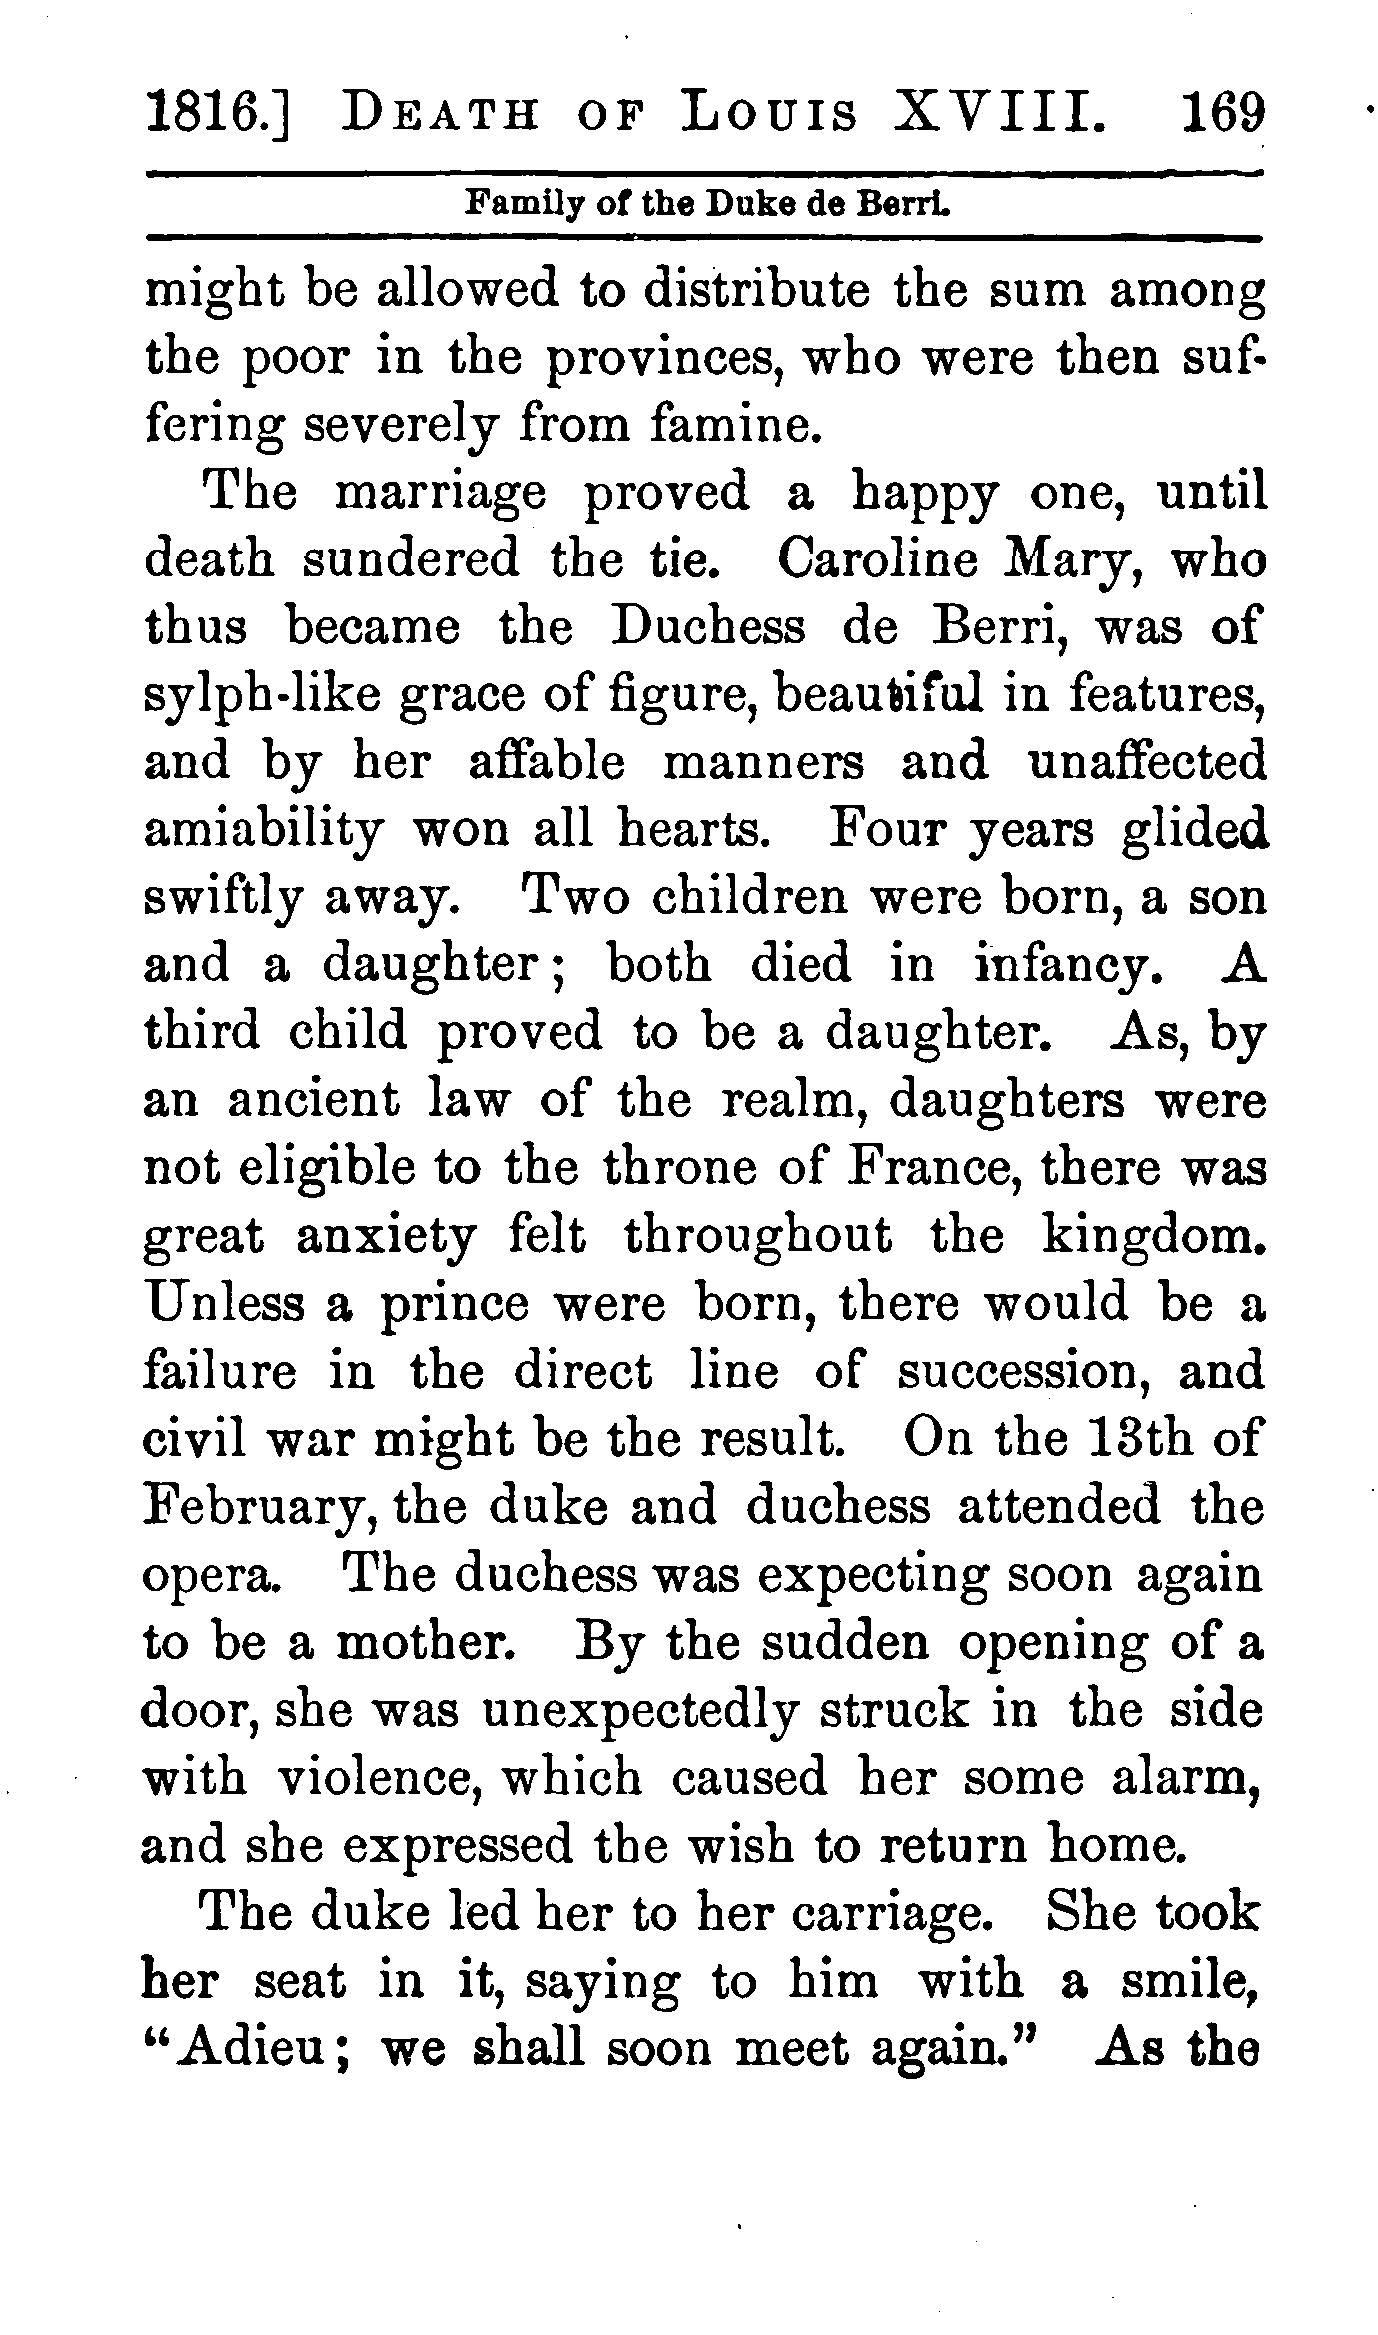 1816.] DEATH OF LOUIS XVIII. 169
Family of the Duke de Berri.
might be allowed to distribute the sum among
the poor in the provinces, who were then suf-
fering severely from famine.
The marriage proved a happy one, until
death sundered the tie. Caroline Mary, who
thus became the Duchess de Berri, was of
sylph-like grace of figure, beautiful in features,
and by her affable manners and unaffected
amiability won all hearts. Four years glided
swiftly away. Two children were born, a son
and a daughter; both died in infancy. A
third child proved to be a daughter. As, by
an ancient law of the realm, daughters were
not eligible to the throne of France, there was
great anxiety felt throughout the kingdom.
Unless a prince were born, there would be a
failure in the direct line of succession, and
civil war might be the result. On the 13th of
February, the duke and duchess attended the
opera. The duchess was expecting soon again
to be a mother. By the sudden opening of a
door, she was unexpectedly struck in the side
with violence, which caused her some alarm,
and she expressed the wish to return home.
The duke led her to her carriage. She took
her seat in it, saying to him with a smile,
“Adieu; we shall soon meet again.” As the